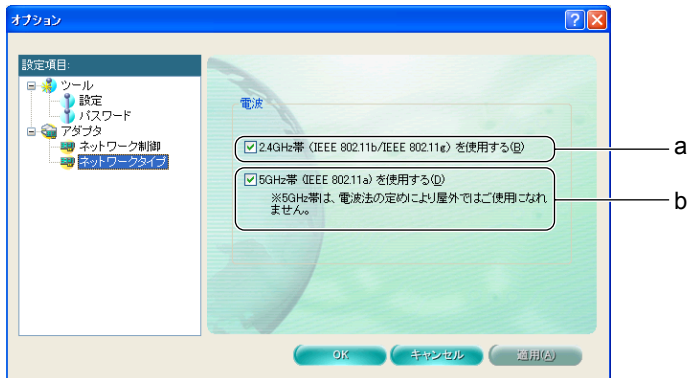 オプション
設定項目:
ツール
設定
パスワード
アダプタ
ネットワーク制御
ネットワークタイプ
電波
2.4GHz帯 (IEEE 802.11b/IEEE 802.11g) を使用する(B)
a
5GHz帯 (IEEE 802.11a) を使用する(D)
※5GHz帯は、電波法の定めにより屋外ではご使用になれ
ません。
b
OK
キャンセル
適用(A)